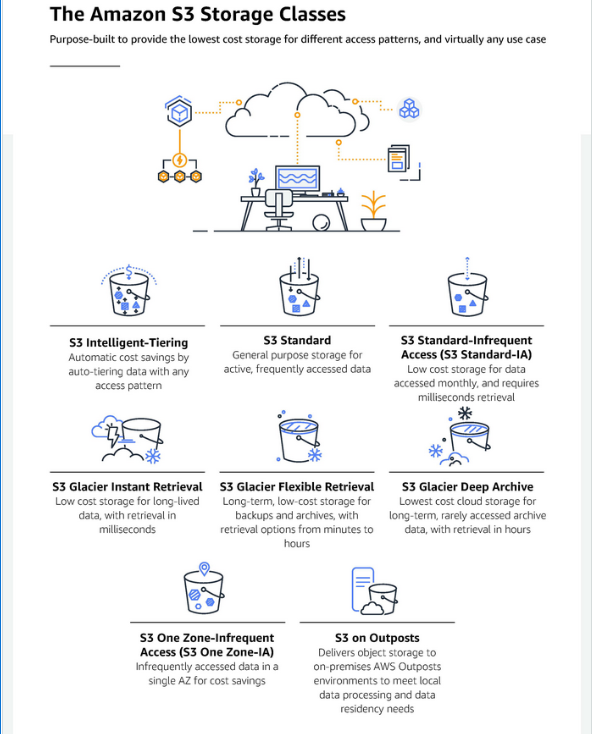 The Amazon S3 Storage Classes
Purpose-built to provide the lowest cost storage for different access patterns, and virtually any use case
$
S3 Intelligent-Tiering
Automatic cost savings by
auto-tiering data with any
access pattern
S3 Standard
General purpose storage for
active, frequently accessed data
S3 Standard-Infrequent
Access (S3 Standard-IA)
Low cost storage for data
accessed monthly, and requires
milliseconds retrieval
S3 Glacier Instant Retrieval
Low cost storage for long-lived
data, with retrieval in
milliseconds
S3 Glacier Flexible Retrieval
Long-term, low-cost storage for
backups and archives, with
retrieval options from minutes to
hours
S3 Glacier Deep Archive
Lowest cost cloud storage for
long-term, rarely accessed archive
data, with retrieval in hours
S3 One Zone-Infrequent
Access (S3 One Zone-IA)
Infrequently accessed data in a
single AZ for cost savings
S3 on Outposts
Delivers object storage to
on-premises AWS Outposts
environments to meet local
data processing and data
residency needs